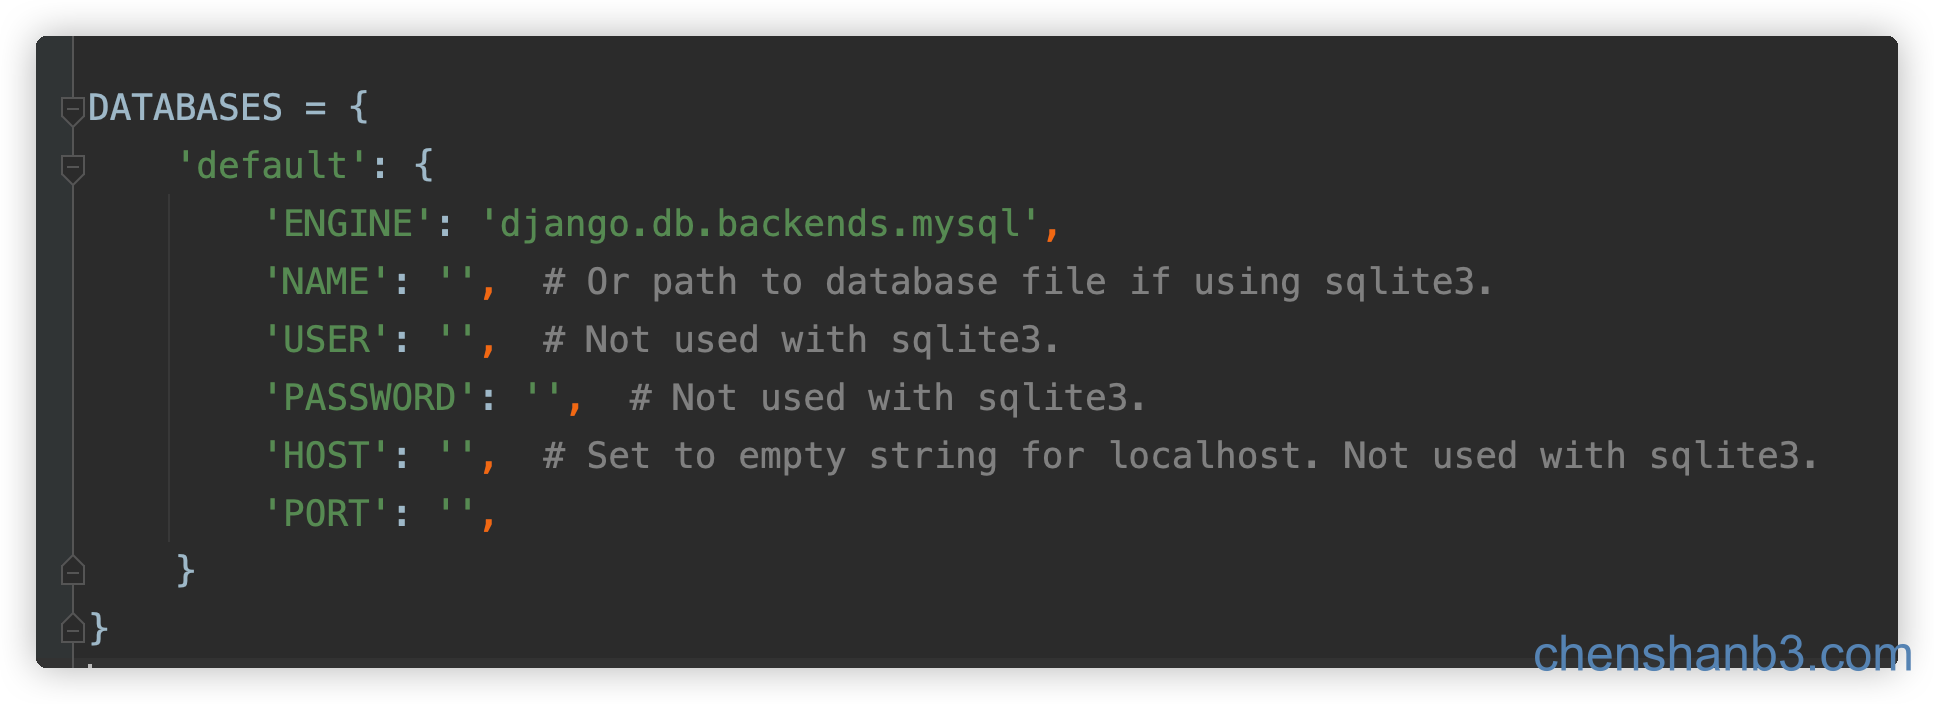 DATABASES = {
    'default': {
        'ENGINE': 'django.db.backends.mysql',
        'NAME': '',  # Or path to database file if using sqlite3.
        'USER': '',  # Not used with sqlite3.
        'PASSWORD': '',  # Not used with sqlite3.
        'HOST': '',  # Set to empty string for localhost. Not used with sqlite3.
        'PORT': '',
    }
}
chenshanb3.com